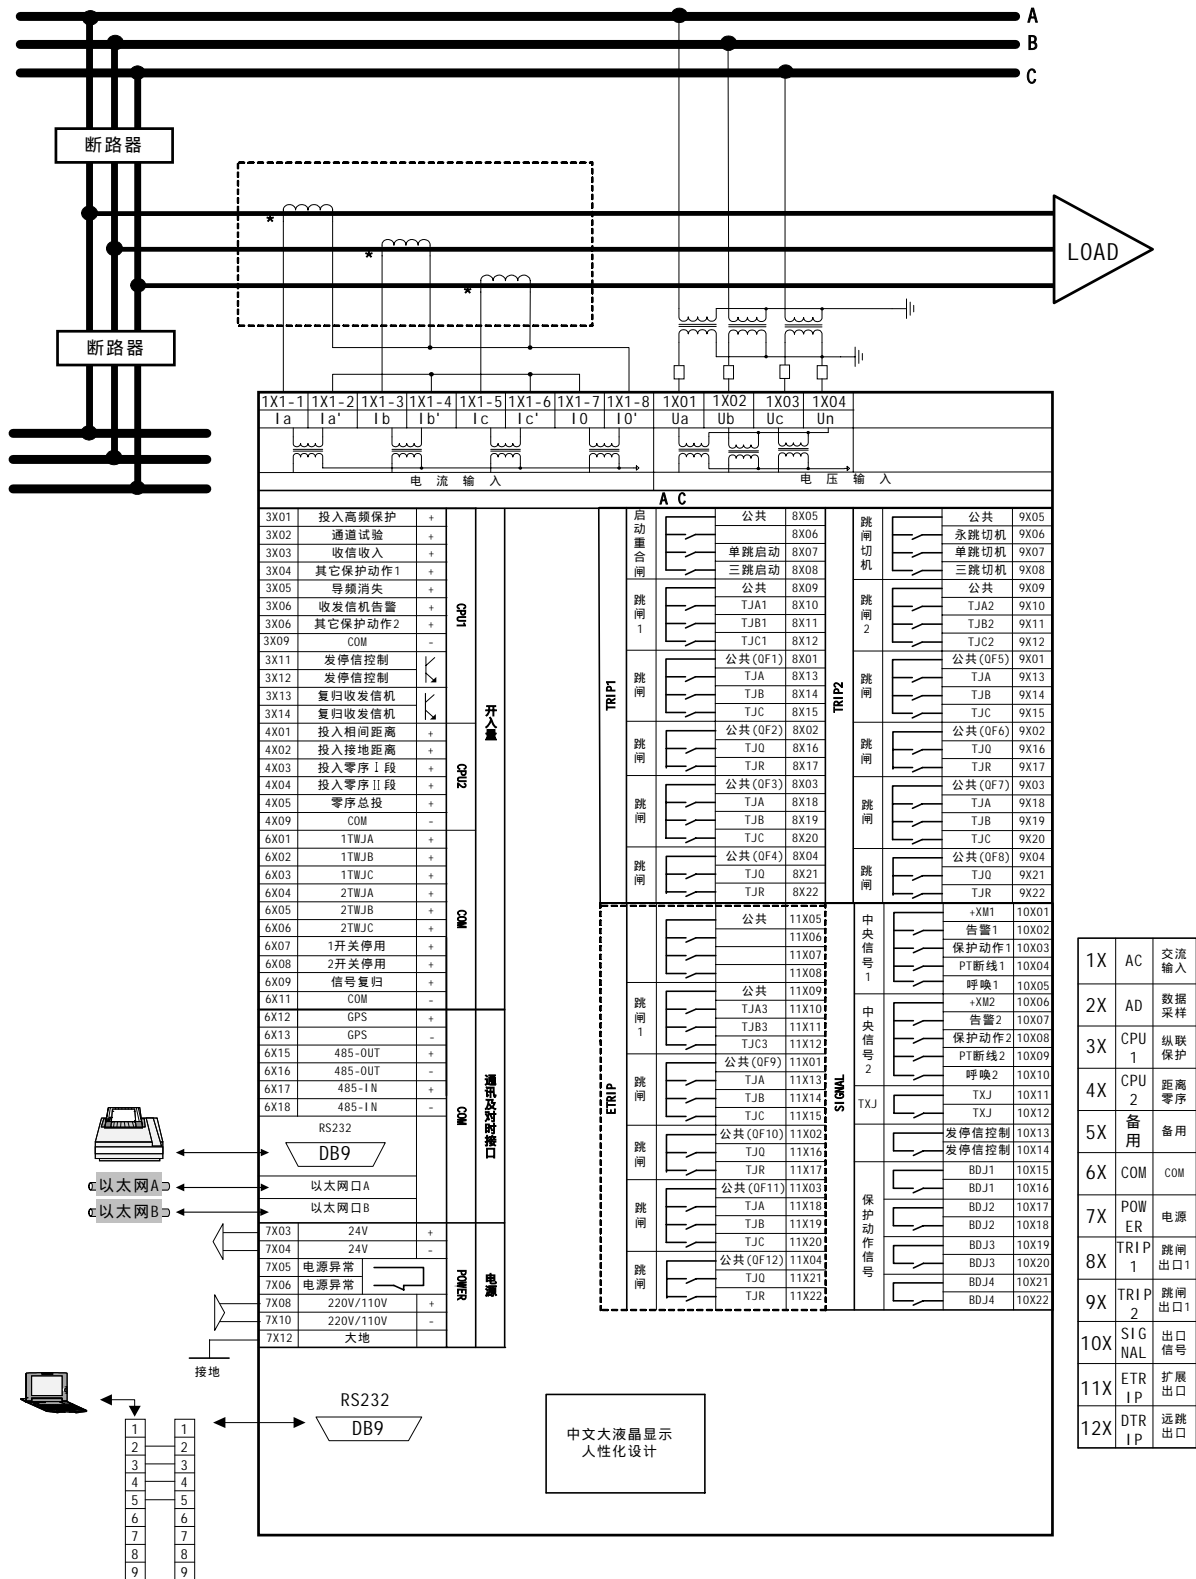 A
B
C
断路器
*
*
*
LOAD
断路器
1X1-1 1X1-2 1X1-3 1X1-4 1X1-5 1X1-6 1X1-7 1X1-8 1X01 1X02 1X03 1X04
Ia Ia' Ib Ib' Ic Ic' I0 I0' Ua Ub Uc Un
电流输入 电压输入
AC
3X01 投入高频保护 +
3X02 通道试验 +
3X03 收信收入 +
3X04 其它保护动作1 +
3X05 导频消失 +
3X06 收发信机告警 +
3X06 其它保护动作2 +
3X09 COM -
3X11 发停信控制
3X12 发停信控制
3X13 复归收发信机
3X14 复归收发信机
CPU1
4X01 投入相间距离 +
4X02 投入接地距离 +
4X03 投入零序Ⅰ段 +
4X04 投入零序Ⅱ段 +
4X05 零序总投 +
4X09 COM -
CPU2
6X01 1TWJA +
6X02 1TWJB +
6X03 1TWJC +
6X04 2TWJA +
6X05 2TWJB +
6X06 2TWJC +
6X07 1开关停用 +
6X08 2开关停用 +
6X09 信号复归 +
6X11 COM -
COM
开入量
6X12 GPS +
6X13 GPS -
6X15 485-OUT +
6X16 485-OUT -
6X17 485-IN +
6X18 485-IN -
RS232
DB9
以太网A 以太网口A
以太网B 以太网口B
COM
通讯及对时接口
7X03 24V +
7X04 24V -
7X05 电源异常
7X06 电源异常
7X08 220V/110V +
7X10 220V/110V -
7X12 大地
POWER
电源
接地
TRIP1
启动重合闸
公共 8X05
8X06
单跳启动 8X07
三跳启动 8X08
跳闸1
公共 8X09
TJA1 8X10
TJB1 8X11
TJC1 8X12
跳闸
公共(QF1) 8X01
TJA 8X13
TJB 8X14
TJC 8X15
跳闸
公共(QF2) 8X02
TJQ 8X16
TJR 8X17
跳闸
公共(QF3) 8X03
TJA 8X18
TJB 8X19
TJC 8X20
跳闸
公共(QF4) 8X04
TJQ 8X21
TJR 8X22
TRIP2
跳闸切机
公共 9X05
永跳切机 9X06
单跳切机 9X07
三跳切机 9X08
跳闸2
公共 9X09
TJA2 9X10
TJB2 9X11
TJC2 9X12
跳闸
公共(QF5) 9X01
TJA 9X13
TJB 9X14
TJC 9X15
跳闸
公共(QF6) 9X02
TJQ 9X16
TJR 9X17
跳闸
公共(QF7) 9X03
TJA 9X18
TJB 9X19
TJC 9X20
跳闸
公共(QF8) 9X04
TJQ 9X21
TJR 9X22
ETRIP
公共 11X05
11X06
11X07
11X08
跳闸1
公共 11X09
TJA3 11X10
TJB3 11X11
TJC3 11X12
跳闸
公共(QF9) 11X01
TJA 11X13
TJB 11X14
TJC 11X15
跳闸
公共(QF10) 11X02
TJQ 11X16
TJR 11X17
跳闸
公共(QF11) 11X03
TJA 11X18
TJB 11X19
TJC 11X20
跳闸
公共(QF12) 11X04
TJQ 11X21
TJR 11X22
SIGNAL
中央信号1
+XM1 10X01
告警1 10X02
保护动作1 10X03
PT断线1 10X04
呼唤1 10X05
中央信号2
+XM2 10X06
告警2 10X07
保护动作2 10X08
PT断线2 10X09
呼唤2 10X10
TXJ
TXJ 10X11
TXJ 10X12
发停信控制 10X13
发停信控制 10X14
保护动作信号
BDJ1 10X15
BDJ1 10X16
BDJ2 10X17
BDJ2 10X18
BDJ3 10X19
BDJ3 10X20
BDJ4 10X21
BDJ4 10X22
1X AC 交流输入
2X AD 数据采样
3X CPU1 纵联保护
4X CPU2 距离零序
5X 备用 备用
6X COM COM
7X POWER 电源
8X TRIP1 跳闸出口1
9X TRIP2 跳闸出口1
10X SIGNAL 出口信号
11X ETRIP 扩展出口
12X DTRIP 远跳出口
RS232
DB9
中文大液晶显示
人性化设计
1 1
2 2
3 3
4 4
5 5
6 6
7 7
8 8
9 9